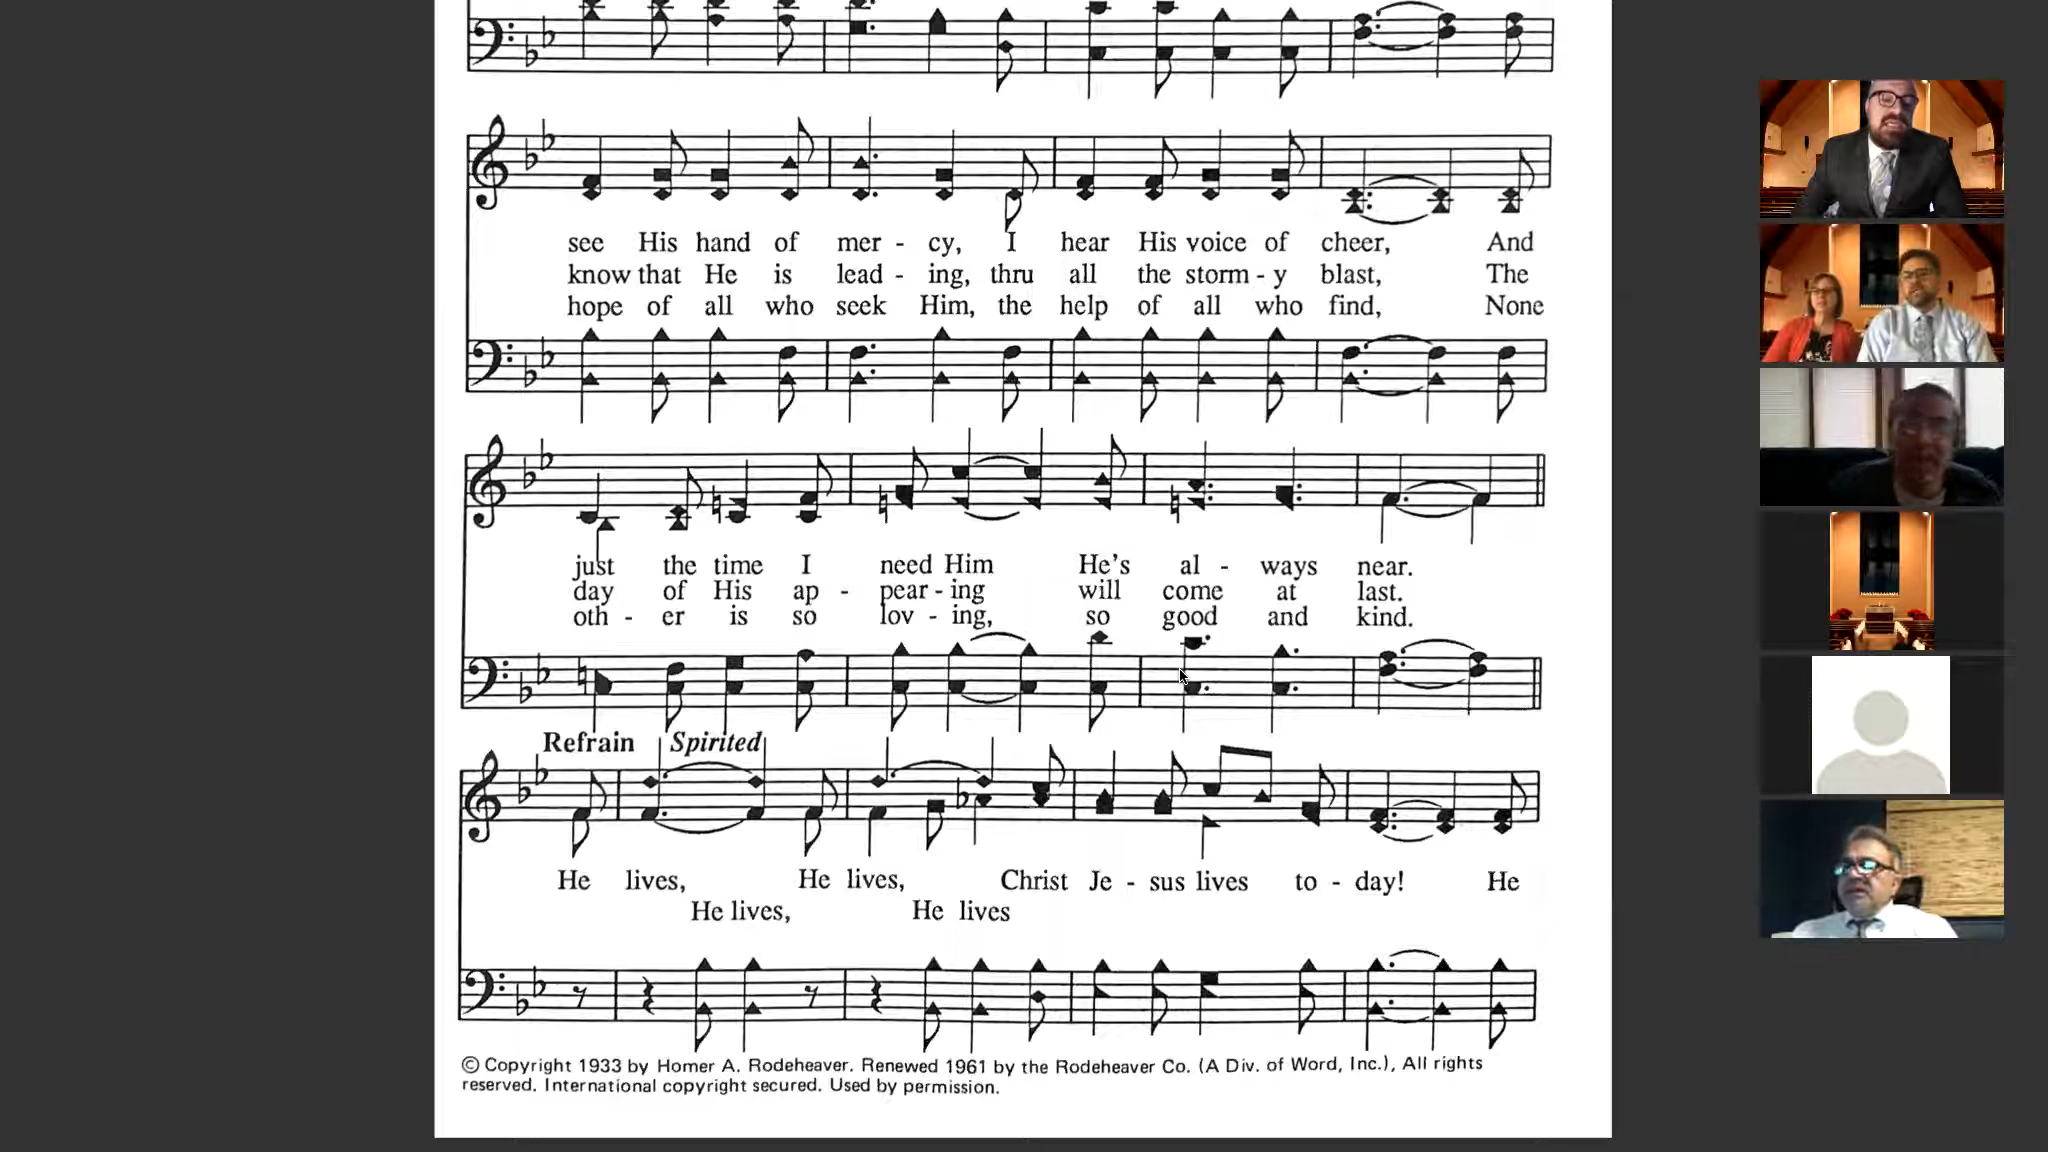 see His hand of mer - cy, I hear His voice of cheer, And
know that He is lead - ing, thru all the storm - y blast, The
hope of all who seek Him, the help of all who find, None
just the time I need Him He's al - ways near.
day of His ap - pear - ing will come at last.
oth - er is so lov - ing, so good and kind.
Refrain Spirited
He lives, He lives, Christ Je - sus lives to - day! He
He lives, He lives
© Copyright 1933 by Homer A. Rodeheaver. Renewed 1961 by the Rodeheaver Co. (A Div. of Word, Inc.), All rights
reserved. International copyright secured. Used by permission.